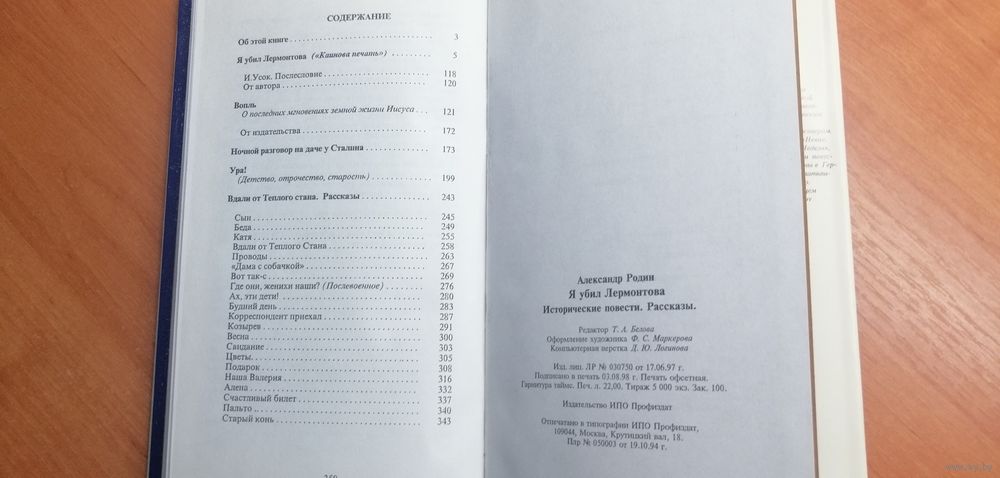 СОДЕРЖАНИЕ
Об этой книге . . . . . . . . . . . . . . . . . . . . . . . . 3
Я убил Лермонтова («Каинова печать») . . . . . . . . 5
И.Усок. Послесловие . . . . . . . . . . . . . . . . . . 118
От автора . . . . . . . . . . . . . . . . . . . . . . . . . 120
Вопль
О последних мгновениях земной жизни Иисуса . . . 121
От издательства . . . . . . . . . . . . . . . . . . . . . 172
Ночной разговор на даче у Сталина . . . . . . . . . . . 173
Ура!
(Детство, отрочество, старость) . . . . . . . . . . . . 199
Вдали от Теплого стана. Рассказы . . . . . . . . . . . . 243
Сын . . . . . . . . . . . . . . . . . . . . . . . . . . . . 245
Беда . . . . . . . . . . . . . . . . . . . . . . . . . . . . 249
Катя . . . . . . . . . . . . . . . . . . . . . . . . . . . . 255
Вдали от Теплого Стана . . . . . . . . . . . . . . . . 258
Проводы . . . . . . . . . . . . . . . . . . . . . . . . . 263
«Дама с собачкой» . . . . . . . . . . . . . . . . . . . 267
Вот так-с . . . . . . . . . . . . . . . . . . . . . . . . . 269
Где они, женихи наши? (Послевоенное) . . . . . . . . 276
Ах, эти дети! . . . . . . . . . . . . . . . . . . . . . . . 280
Будний день . . . . . . . . . . . . . . . . . . . . . . . 283
Корреспондент приехал . . . . . . . . . . . . . . . . 287
Козырев . . . . . . . . . . . . . . . . . . . . . . . . . 291
Весна . . . . . . . . . . . . . . . . . . . . . . . . . . . 300
Свидание . . . . . . . . . . . . . . . . . . . . . . . . . 303
Цветы. . . . . . . . . . . . . . . . . . . . . . . . . . . 305
Подарок . . . . . . . . . . . . . . . . . . . . . . . . . 308
Наша Валерия . . . . . . . . . . . . . . . . . . . . . . 316
Алена . . . . . . . . . . . . . . . . . . . . . . . . . . . 332
Счастливый билет . . . . . . . . . . . . . . . . . . . . 337
Пальто . . . . . . . . . . . . . . . . . . . . . . . . . . 340
Старый конь . . . . . . . . . . . . . . . . . . . . . . . 343
Александр Родин
Я убил Лермонтова
Исторические повести. Рассказы.
Редактор Т. А. Белова
Оформление художника Ф. С. Маркерова
Компьютерная верстка Д. Ю. Логинова
Изд. лиц. ЛР № 030750 от 17.06.97 г.
Подписано в печать 03.08.98 г. Печать офсетная.
Гарнитура таймс. Печ. л. 22,00. Тираж 5 000 экз. Зак. 100.
Издательство ИПО Профиздат
Отпечатано в типографии ИПО Профиздат,
109044, Москва, Крутицкий вал, 18.
Плр № 050003 от 19.10.94 г.